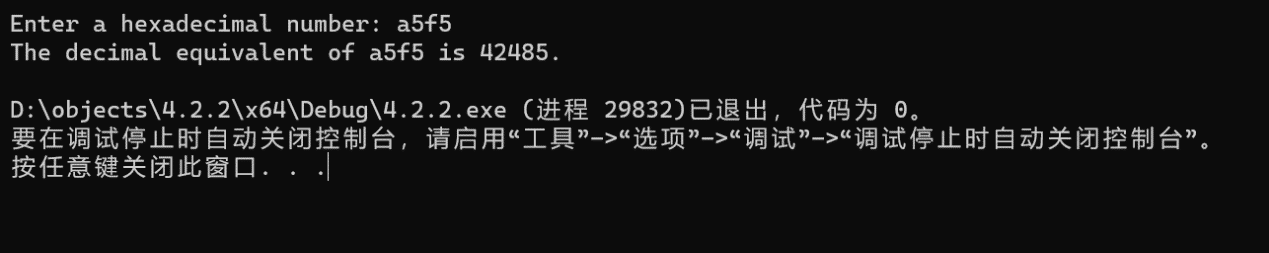 Enter a hexadecimal number: a5f5
The decimal equivalent of a5f5 is 42485.
D:\objects\4.2.2\x64\Debug\4.2.2.exe (进程 29832)已退出，代码为 0。
要在调试停止时自动关闭控制台，请启用“工具”->“选项”->“调试”->“调试停止时自动关闭控制台”。
按任意键关闭此窗口. . .